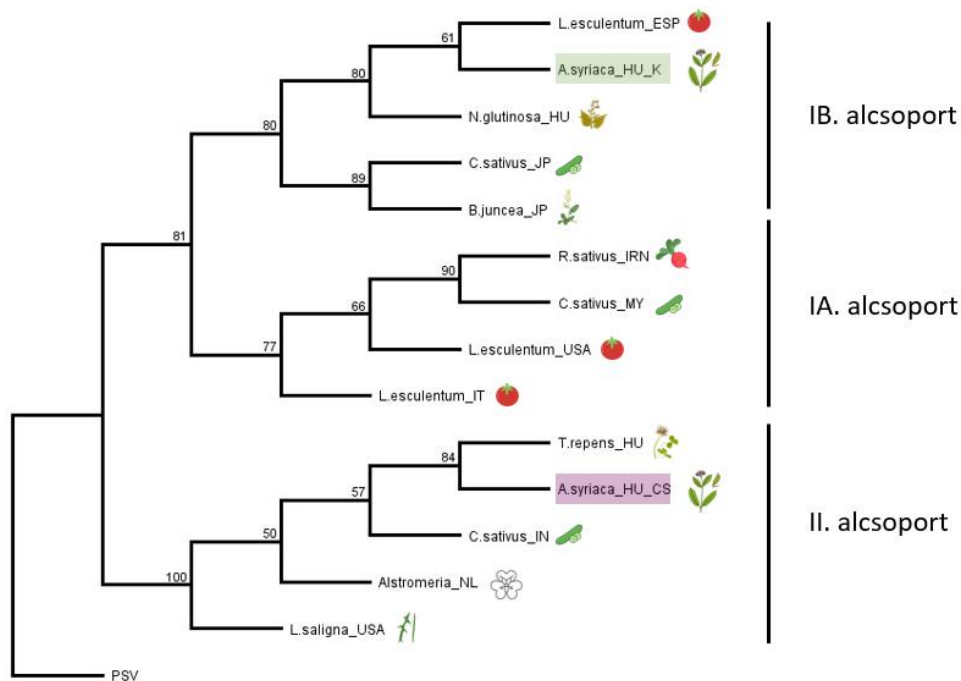 L.esculentum_ESP
61
A.syriaca_HU_K
80
IB. alcsoport
N.glutinosa_HU
80
C.sativus_JP
89
B.juncea_JP
81
R.sativus_IRN
90
C.sativus_MY
IA. alcsoport
66
L.esculentum_USA
77
L.esculentum_IT
T.repens_HU
84
A.syriaca_HU_CS
57
II. alcsoport
C.sativus_IN
50
Alstromeria_NL
100
L.saligna_USA
PSV